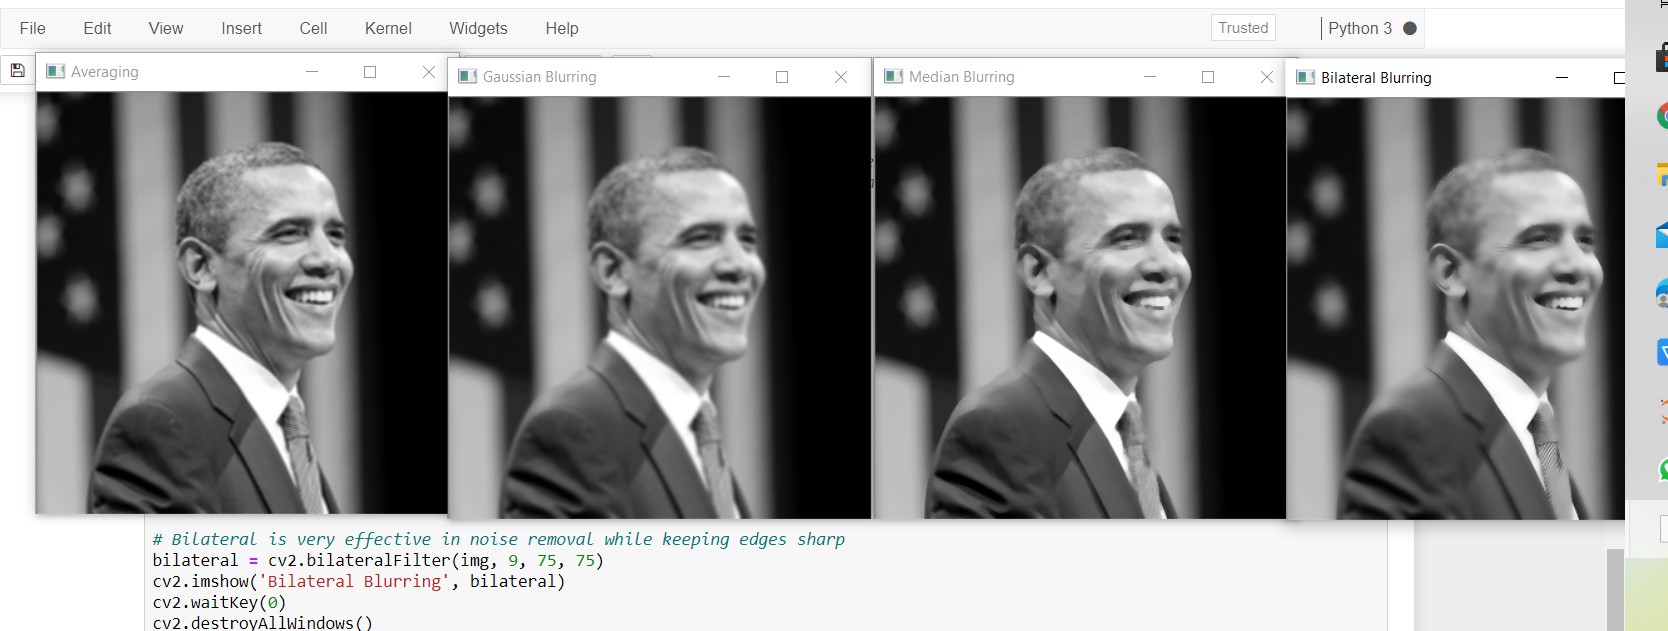 File Edit View Insert Cell Kernel Widgets Help Trusted Python 3
Averaging
Gaussian Blurring
Median Blurring
Bilateral Blurring
# Bilateral is very effective in noise removal while keeping edges sharp
bilateral = cv2.bilateralFilter(img, 9, 75, 75)
cv2.imshow('Bilateral Blurring', bilateral)
cv2.waitKey(0)
cv2.destroyAllWindows()